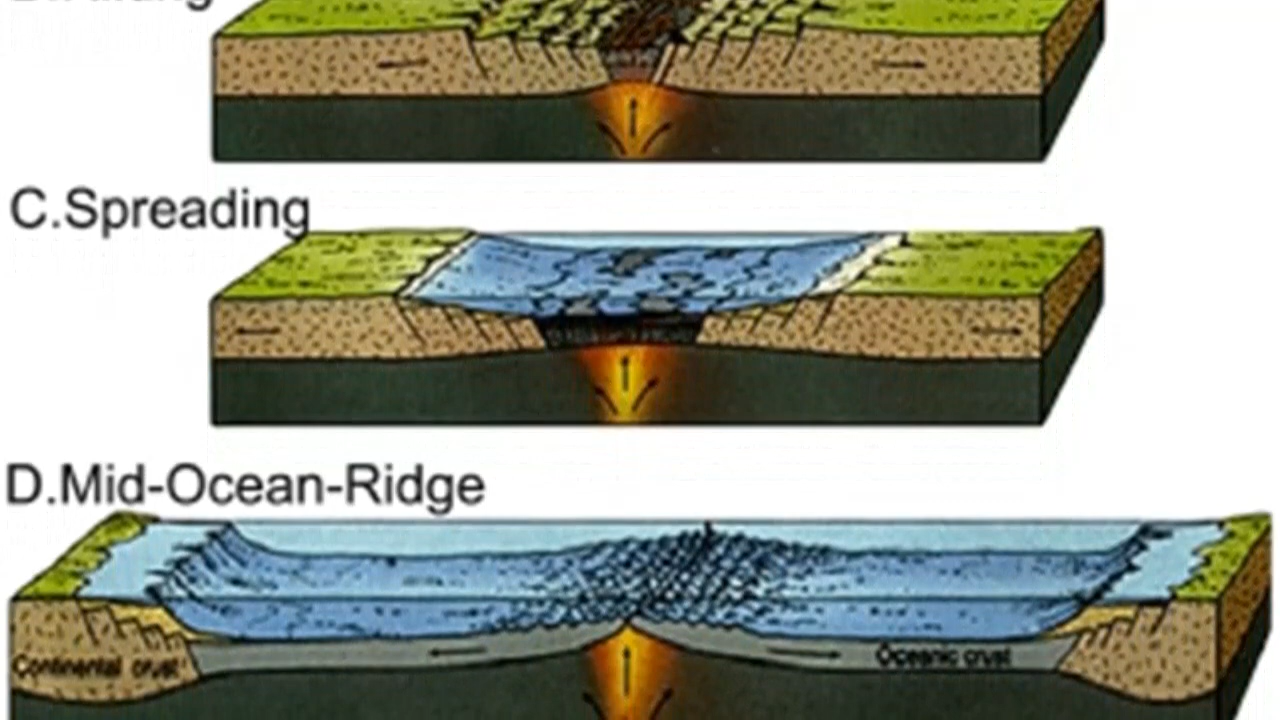 C.Spreading
D.Mid-Ocean-Ridge
Continental crust
Oceanic crust